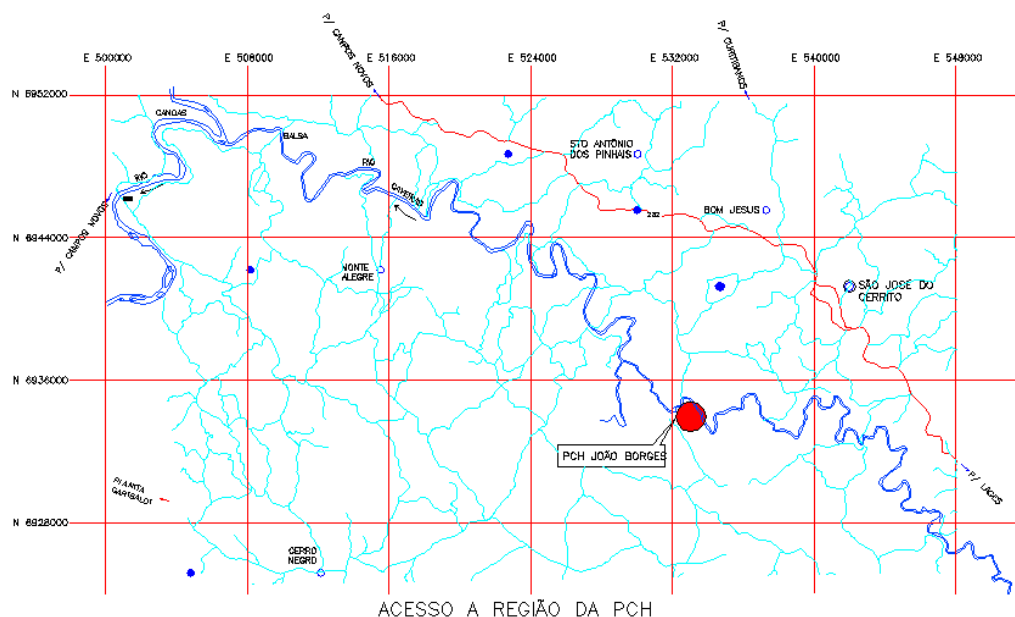 P/ CAMPOS NOVOS
P/ CURITIBANOS
E 500000
E 508000
E 516000
E 524000
E 532000
E 540000
E 548000
N 6952000
CANOAS
BALSA
RIO
STO ANTÔNIO
DOS PINHAIS
RIO
CAVEIRAS
P/ CAMPOS NOVOS
282
BOM JESUS
N 6944000
MONTE
ALEGRE
SÃO JOSÉ DO
CERRITO
N 6936000
PCH JOÃO BORGES
P/ LAGES
P/ ANITA
GARIBALDI
N 6928000
CERRO
NEGRO
ACESSO A REGIÃO DA PCH